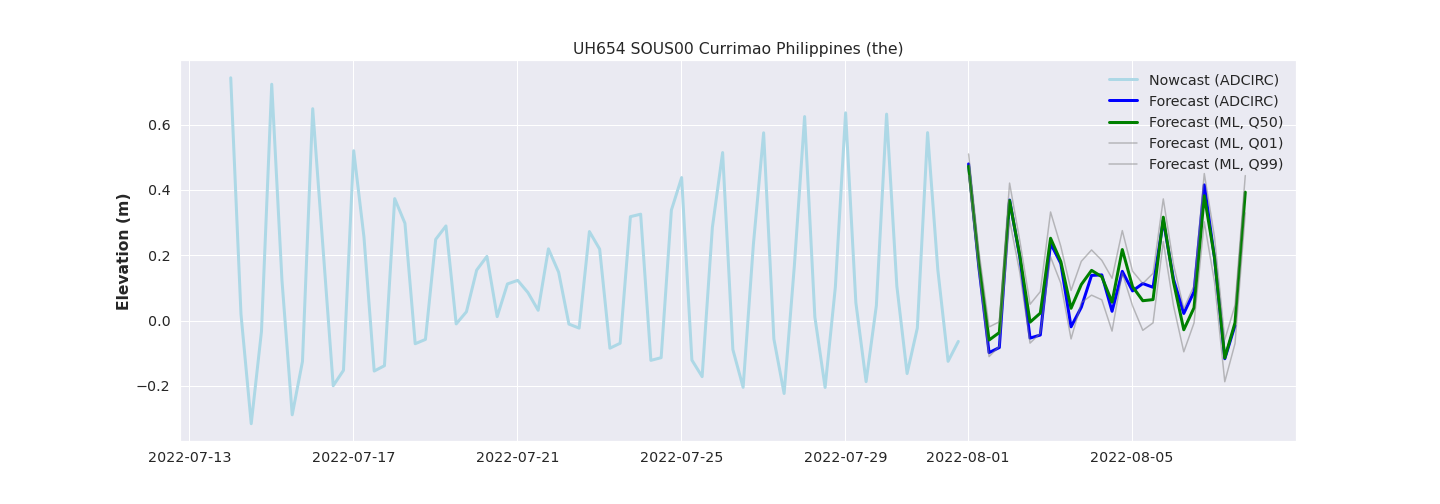 UH654 SOUS00 Currimao Philippines (the)
Nowcast (ADCIRC)
Forecast (ADCIRC)
Forecast (ML, Q50)
Forecast (ML, Q01)
Forecast (ML, Q99)
Elevation (m)
0.6
0.4
0.2
0.0
−0.2
2022-07-13
2022-07-17
2022-07-21
2022-07-25
2022-07-29
2022-08-01
2022-08-05